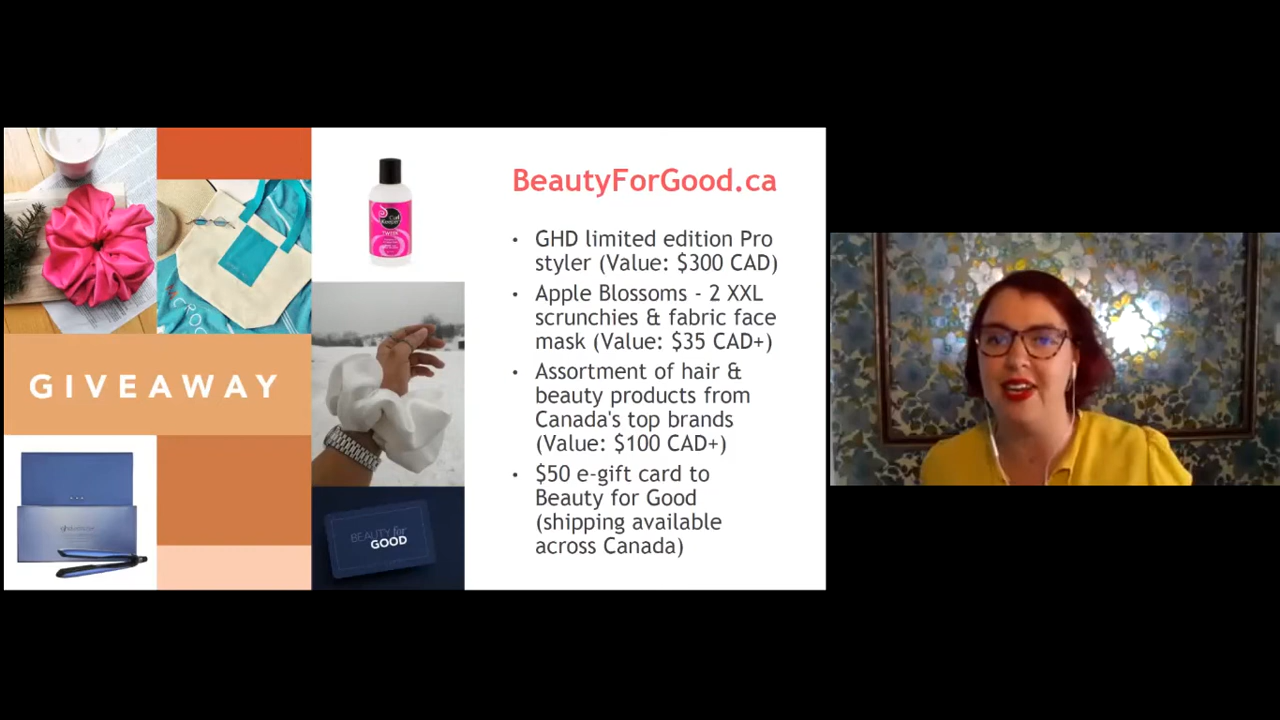 BeautyForGood.ca
• GHD limited edition Pro
styler (Value: $300 CAD)
• Apple Blossoms - 2 XXL
scrunchies & fabric face
mask (Value: $35 CAD+)
• Assortment of hair &
beauty products from
Canada's top brands
(Value: $100 CAD+)
• $50 e-gift card to
Beauty for Good
(shipping available
across Canada)
GIVEAWAY
BEAUTY for
GOOD